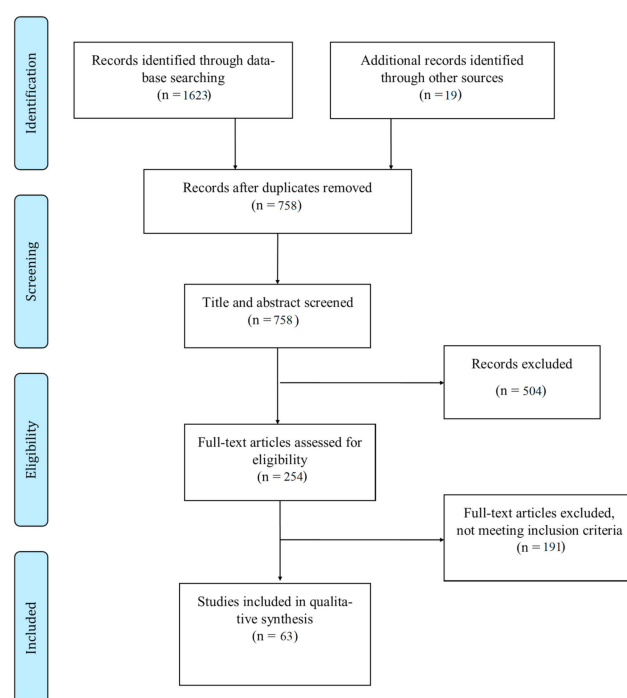 Identification
Records identified through data-
base searching
(n = 1623)
Additional records identified
through other sources
(n = 19)
Records after duplicates removed
(n = 758)
Screening
Title and abstract screened
(n = 758 )
Records excluded
(n = 504)
Eligibility
Full-text articles assessed for
eligibility
(n = 254)
Full-text articles excluded,
not meeting inclusion criteria
(n = 191)
Included
Studies included in qualita-
tive synthesis
(n = 63)